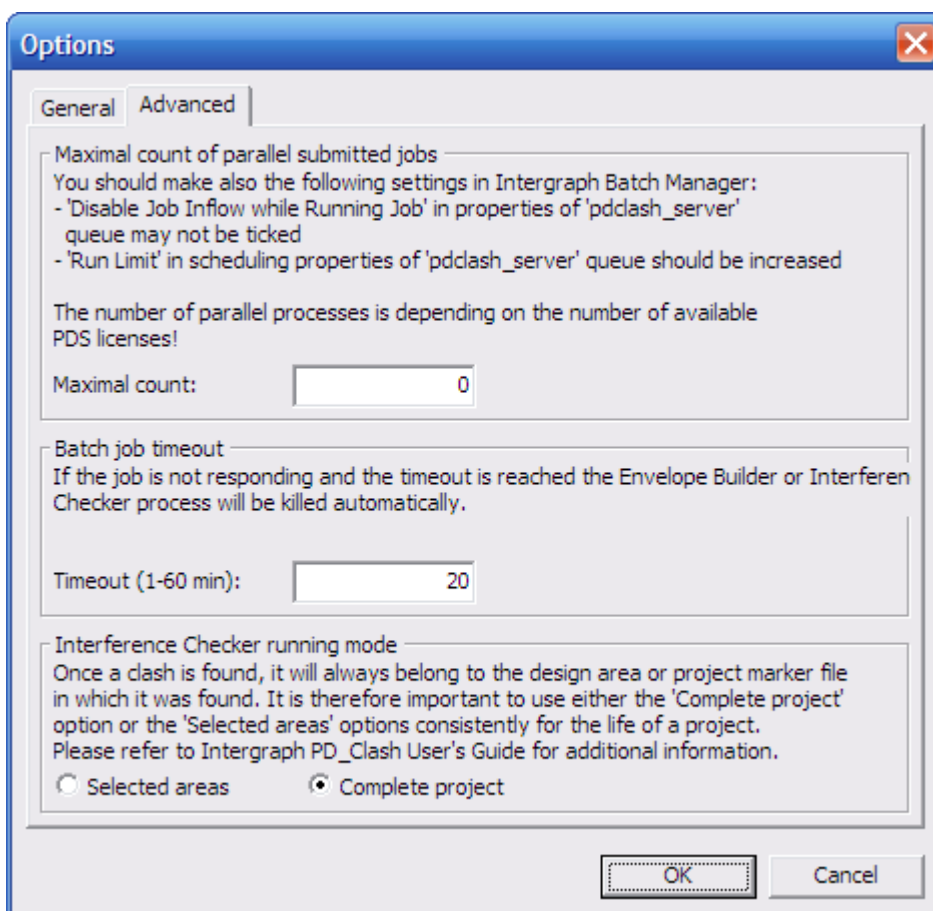 Options
General Advanced
Maximal count of parallel submitted jobs
You should make also the following settings in Intergraph Batch Manager:
- 'Disable Job Inflow while Running Job' in properties of 'pdclash_server'
queue may not be ticked
- 'Run Limit' in scheduling properties of 'pdclash_server' queue should be increased
The number of parallel processes is depending on the number of available
PDS licenses!
Maximal count: 0
Batch job timeout
If the job is not responding and the timeout is reached the Envelope Builder or Interferen
Checker process will be killed automatically.
Timeout (1-60 min): 20
Interference Checker running mode
Once a clash is found, it will always belong to the design area or project marker file
in which it was found. It is therefore important to use either the 'Complete project'
option or the 'Selected areas' options consistently for the life of a project.
Please refer to Intergraph PD_Clash User's Guide for additional information.
Selected areas Complete project
OK Cancel